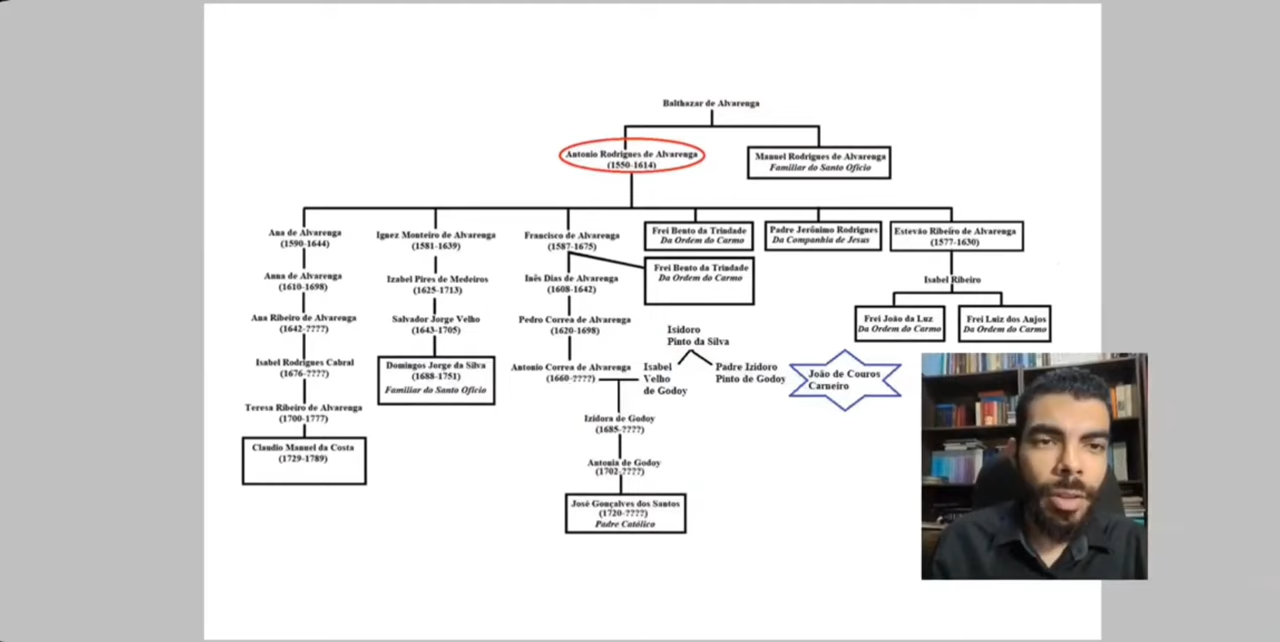 Balthazar de Alvarenga
Antonio Rodrigues de Alvarenga
(1550-1614)
Manuel Rodrigues de Alvarenga
Familiar do Santo Ofício
Ana de Alvarenga
(1590-1644)
Ignez Monteiro de Alvarenga
(1581-1639)
Francisco de Alvarenga
(1587-1675)
Frei Bento da Trindade
Da Ordem do Carmo
Padre Jerônimo Rodrigues
Da Companhia de Jesus
Estevão Ribeiro de Alvarenga
(1577-1630)
Anna de Alvarenga
(1610-1698)
Izabel Pires de Medeiros
(1625-1713)
Inês Dias de Alvarenga
(1608-1642)
Frei Bento da Trindade
Da Ordem do Carmo
Isabel Ribeiro
Ana Ribeiro de Alvarenga
(1642-????)
Salvador Jorge Velho
(1643-1705)
Pedro Correa de Alvarenga
(1620-1698)
Isidoro
Pinto da Silva
Frei João da Luz
Da Ordem do Carmo
Frei Luiz dos Anjos
Da Ordem do Carmo
Isabel Rodrigues Cabral
(1676-????)
Domingos Jorge da Silva
(1688-1751)
Familiar do Santo Ofício
Antonio Correa de Alvarenga
(1660-????)
Isabel
Velho
de Godoy
Padre Izidoro
Pinto de Godoy
João de Couros
Carneiro
Teresa Ribeiro de Alvarenga
(1700-1777)
Izidora de Godoy
(1685-????)
Claudio Manuel da Costa
(1729-1789)
Antonia de Godoy
(1702-????)
José Gonçalves dos Santos
(1720-????)
Padre Católico